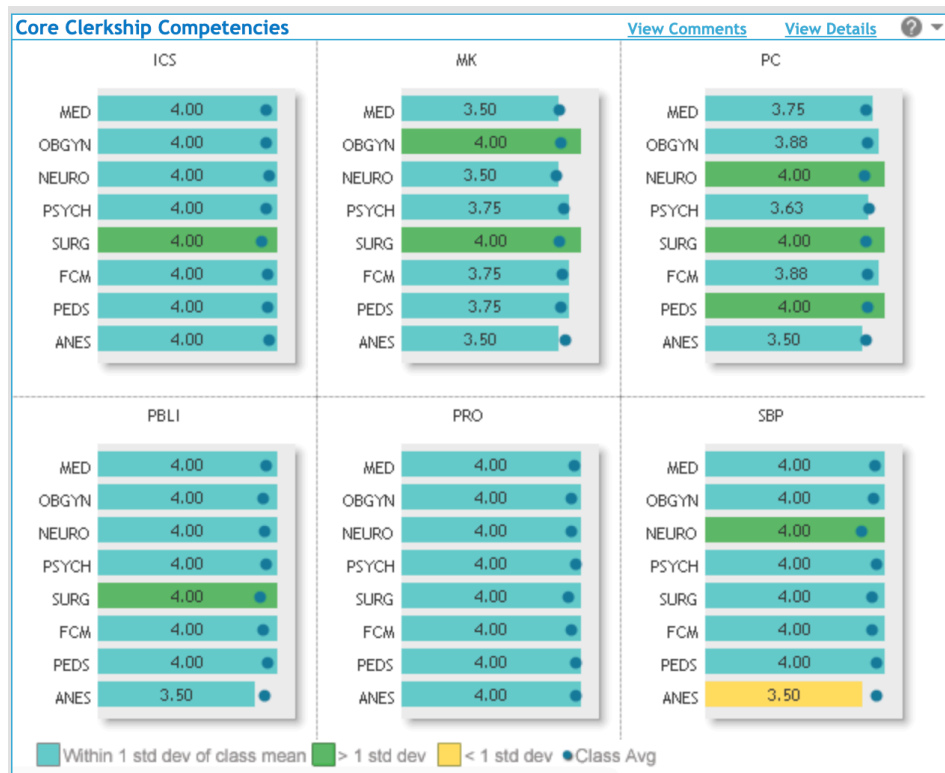 Core Clerkship Competencies View Comments View Details ?
ICS
MED 4.00
OBGYN 4.00
NEURO 4.00
PSYCH 4.00
SURG 4.00
FCM 4.00
PEDS 4.00
ANES 4.00
MK
MED 3.50
OBGYN 4.00
NEURO 3.50
PSYCH 3.75
SURG 4.00
FCM 3.75
PEDS 3.75
ANES 3.50
PC
MED 3.75
OBGYN 3.88
NEURO 4.00
PSYCH 3.63
SURG 4.00
FCM 3.88
PEDS 4.00
ANES 3.50
PBLI
MED 4.00
OBGYN 4.00
NEURO 4.00
PSYCH 4.00
SURG 4.00
FCM 4.00
PEDS 4.00
ANES 3.50
PRO
MED 4.00
OBGYN 4.00
NEURO 4.00
PSYCH 4.00
SURG 4.00
FCM 4.00
PEDS 4.00
ANES 4.00
SBP
MED 4.00
OBGYN 4.00
NEURO 4.00
PSYCH 4.00
SURG 4.00
FCM 4.00
PEDS 4.00
ANES 3.50
Within 1 std dev of class mean > 1 std dev < 1 std dev Class Avg